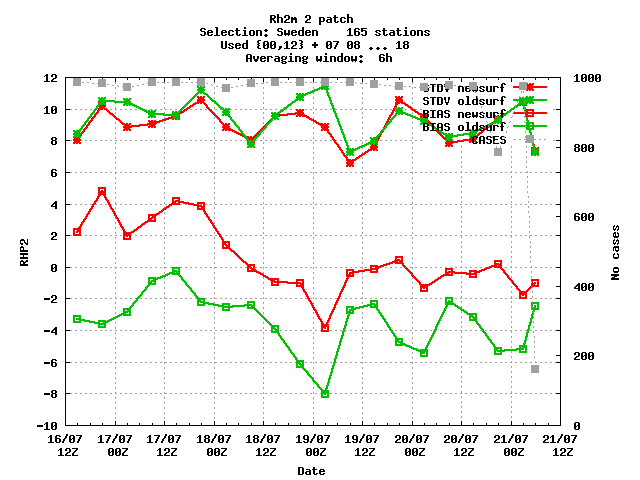 Rh2m 2 patch
Selection: Sweden    165 stations
Used {00,12} + 07 08 ... 18
Averaging window:  6h
STDV newsurf
STDV oldsurf
BIAS newsurf
BIAS oldsurf
CASES
12
10
8
6
4
2
0
-2
-4
-6
-8
-10
1000
800
600
400
200
0
RHP2
No cases
16/07 17/07 17/07 18/07 18/07 19/07 19/07 20/07 20/07 21/07 21/07
12Z 00Z 12Z 00Z 12Z 00Z 12Z 00Z 12Z 00Z 12Z
Date